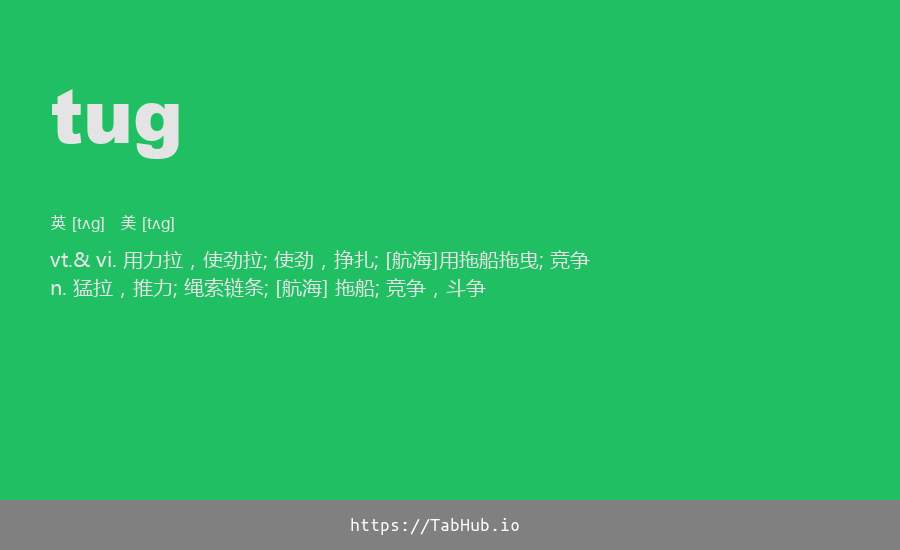 tug
英 [tʌg] 美 [tʌg]
vt.& vi. 用力拉，使劲拉; 使劲，挣扎; [航海]用拖船拖曳; 竞争
n. 猛拉，推力; 绳索链条; [航海] 拖船; 竞争，斗争
https://TabHub.io